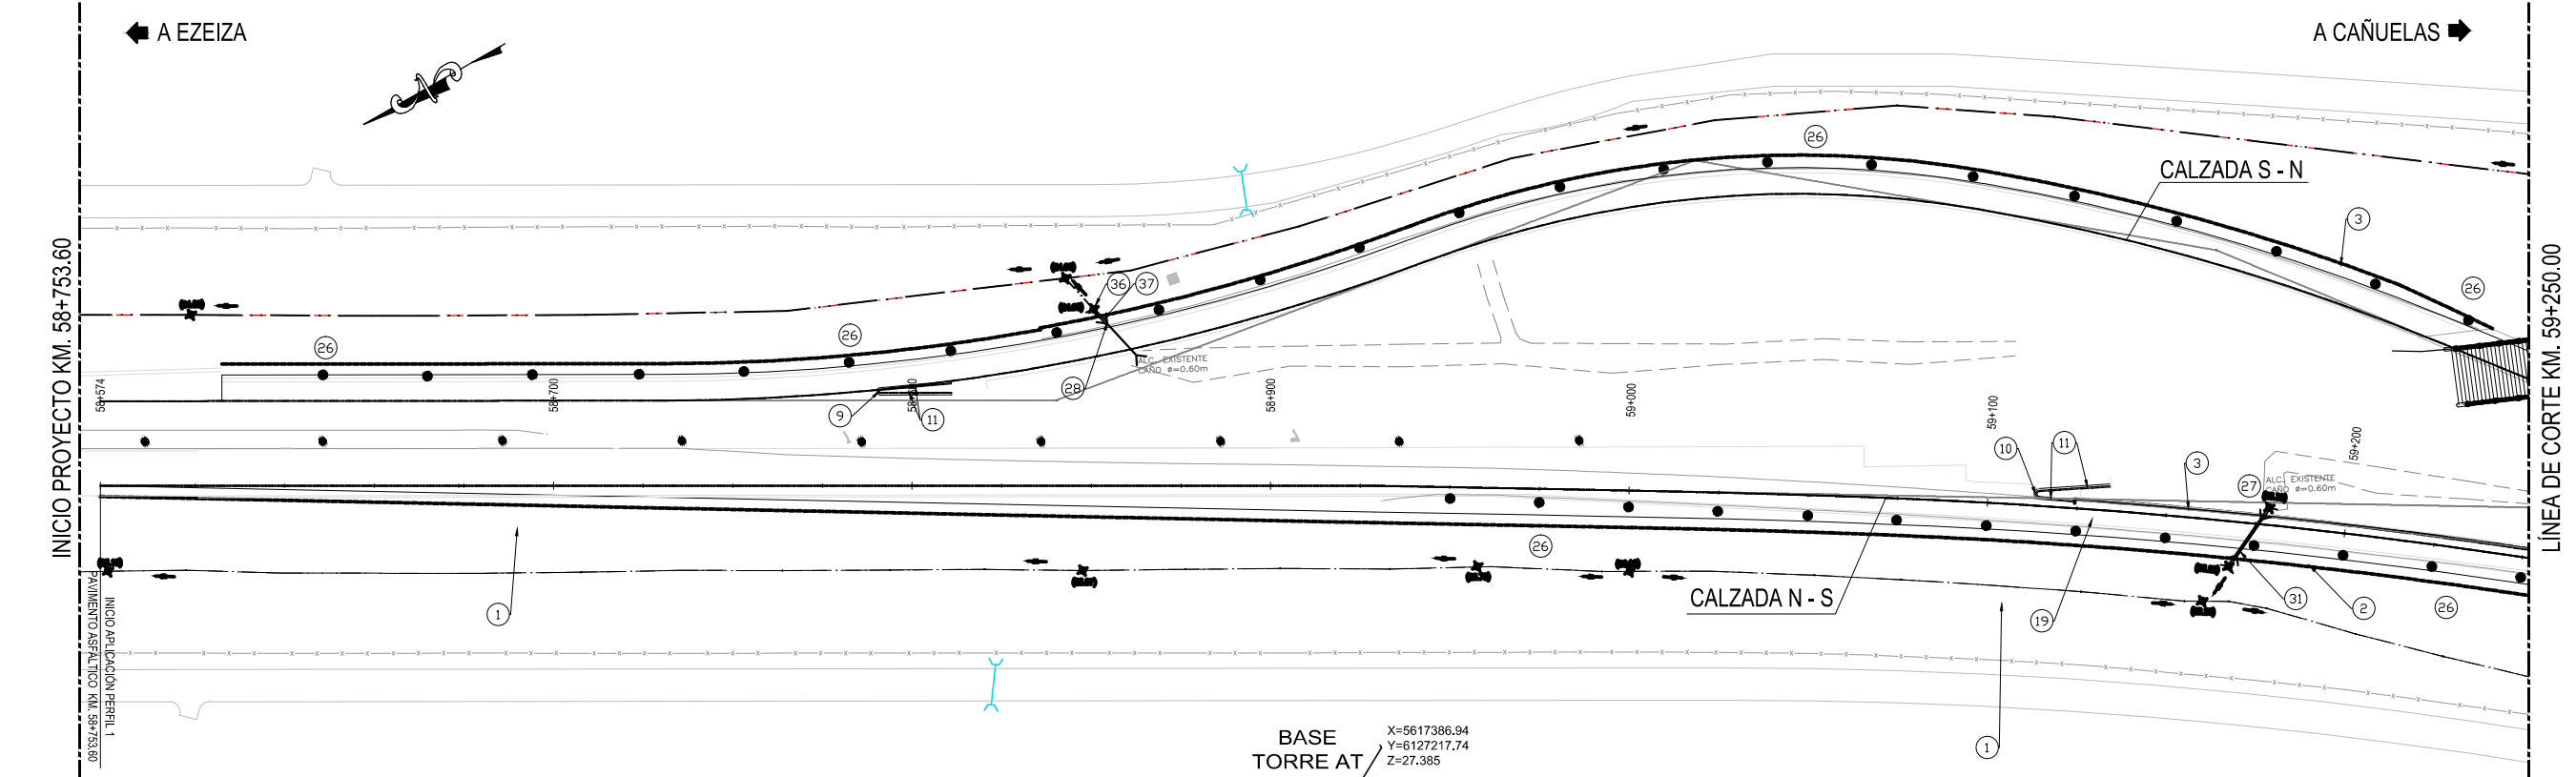 A EZEIZA
A CAÑUELAS
INICIO PROYECTO KM. 58+753.60
LÍNEA DE CORTE KM. 59+250.00
CALZADA S - N
26
3
26
36
37
26
26
ALC. EXISTENTE
CAÑO ø=0.60m
28
9
11
58+574
58+700
58+900
59+000
59+100
59+200
10
11
3
27
ALC. EXISTENTE
CAÑO ø=0.60m
26
1
CALZADA N - S
19
31
2
26
1
INICIO APLICACIÓN PERFIL 1
PAVIMENTO ASFÁLTICO KM. 58+753.60
BASE
TORRE AT
X=5617386.94
Y=6127217.74
Z=27.385